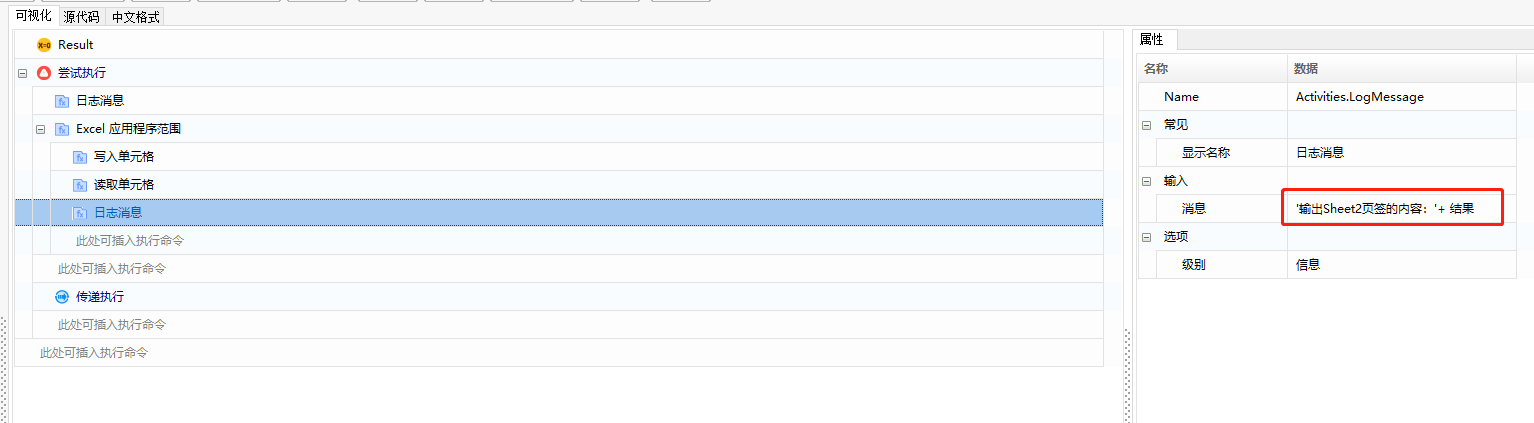 可视化 源代码 中文格式
Result
尝试执行
日志消息
Excel 应用程序范围
写入单元格
读取单元格
日志消息
此处可插入执行命令
此处可插入执行命令
传递执行
此处可插入执行命令
此处可插入执行命令
属性
名称 数据
Name Activities.LogMessage
常见
显示名称 日志消息
输入
消息 '输出Sheet2页签的内容：'+ 结果
选项
级别 信息